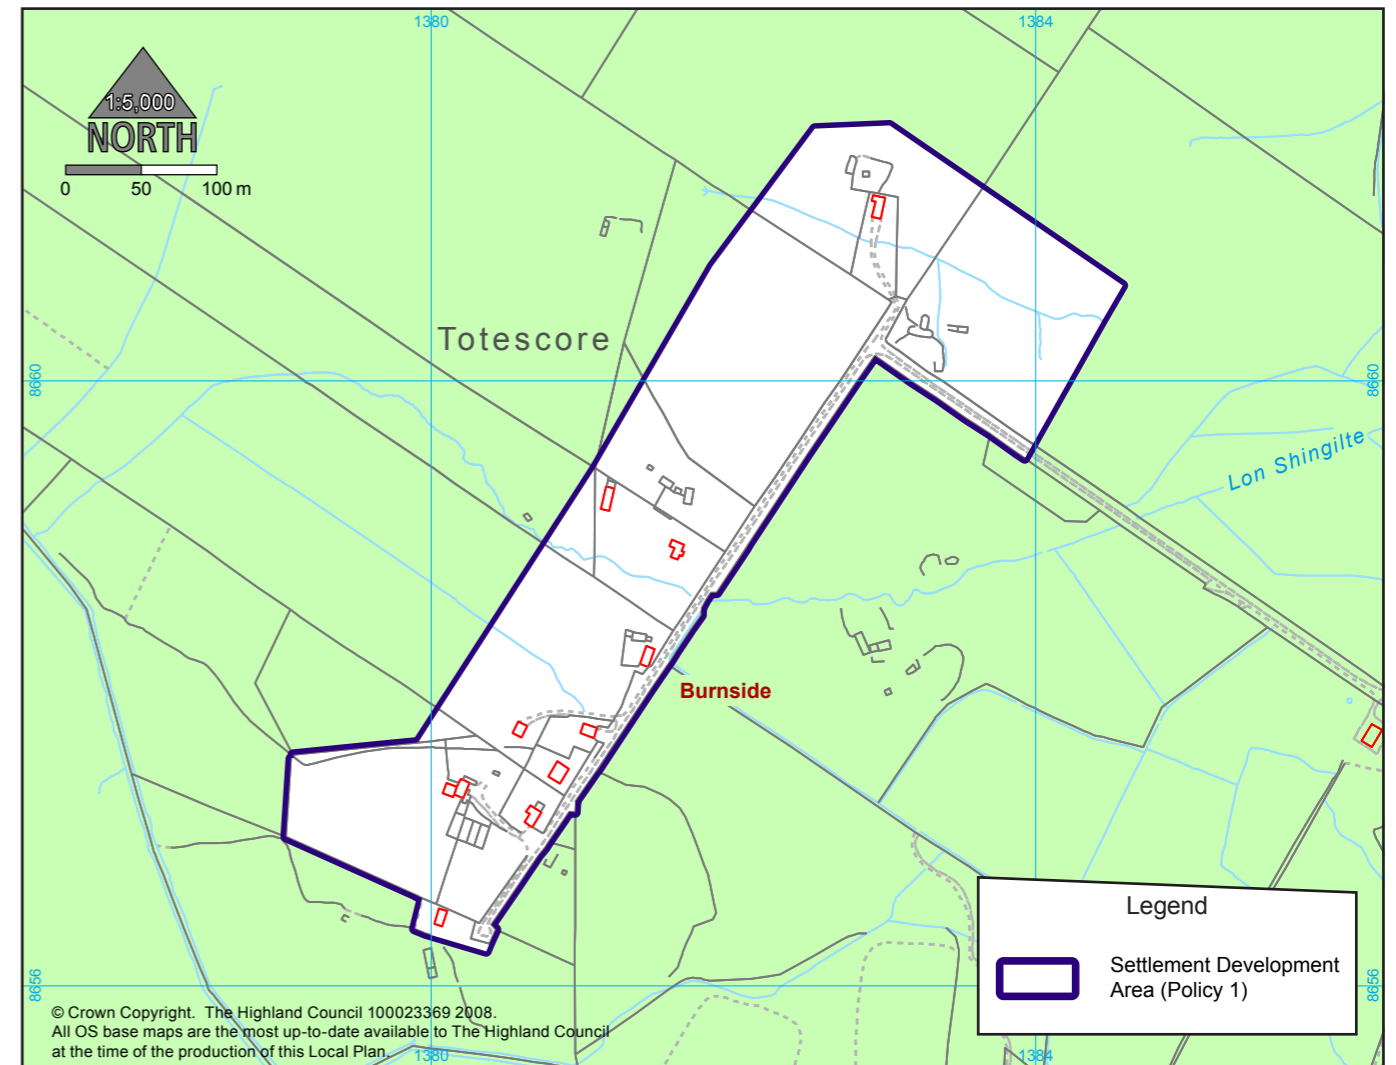 1380
1384
1:5,000
NORTH
0 50 100 m
Totescore
8660
8660
Lon Shingilte
Burnside
Legend
Settlement Development
Area (Policy 1)
8656
8656
© Crown Copyright. The Highland Council 100023369 2008.
All OS base maps are the most up-to-date available to The Highland Council
at the time of the production of this Local Plan.
1380
1384